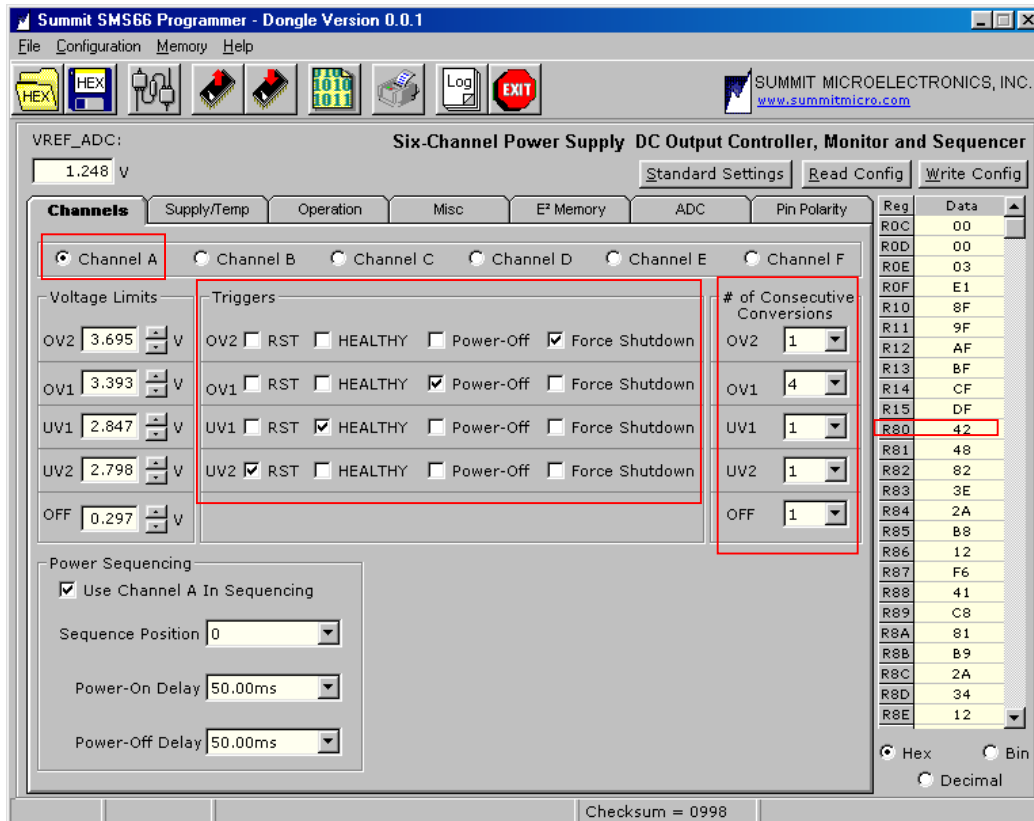 Summit SMS66 Programmer - Dongle Version 0.0.1
File Configuration Memory Help
HEX HEX 1010 1010 1011 Log EXIT
SUMMIT MICROELECTRONICS, INC.
www.summitmicro.com
VREF_ADC:
Six-Channel Power Supply DC Output Controller, Monitor and Sequencer
1.248 V
Standard Settings Read Config Write Config
Channels Supply/Temp Operation Misc E² Memory ADC Pin Polarity
Channel A Channel B Channel C Channel D Channel E Channel F
Voltage Limits
OV2 3.695 V
OV1 3.393 V
UV1 2.847 V
UV2 2.798 V
OFF 0.297 V
Triggers
OV2 RST HEALTHY Power-Off Force Shutdown
OV1 RST HEALTHY Power-Off Force Shutdown
UV1 RST HEALTHY Power-Off Force Shutdown
UV2 RST HEALTHY Power-Off Force Shutdown
# of Consecutive
Conversions
OV2 1
OV1 4
UV1 1
UV2 1
OFF 1
Power Sequencing
Use Channel A In Sequencing
Sequence Position 0
Power-On Delay 50.00ms
Power-Off Delay 50.00ms
Reg Data
R0C 00
R0D 00
R0E 03
R0F E1
R10 8F
R11 9F
R12 AF
R13 BF
R14 CF
R15 DF
R80 42
R81 48
R82 82
R83 3E
R84 2A
R85 B8
R86 12
R87 F6
R88 41
R89 C8
R8A 81
R8B B9
R8C 2A
R8D 34
R8E 12
Hex Bin
Decimal
Checksum = 0998